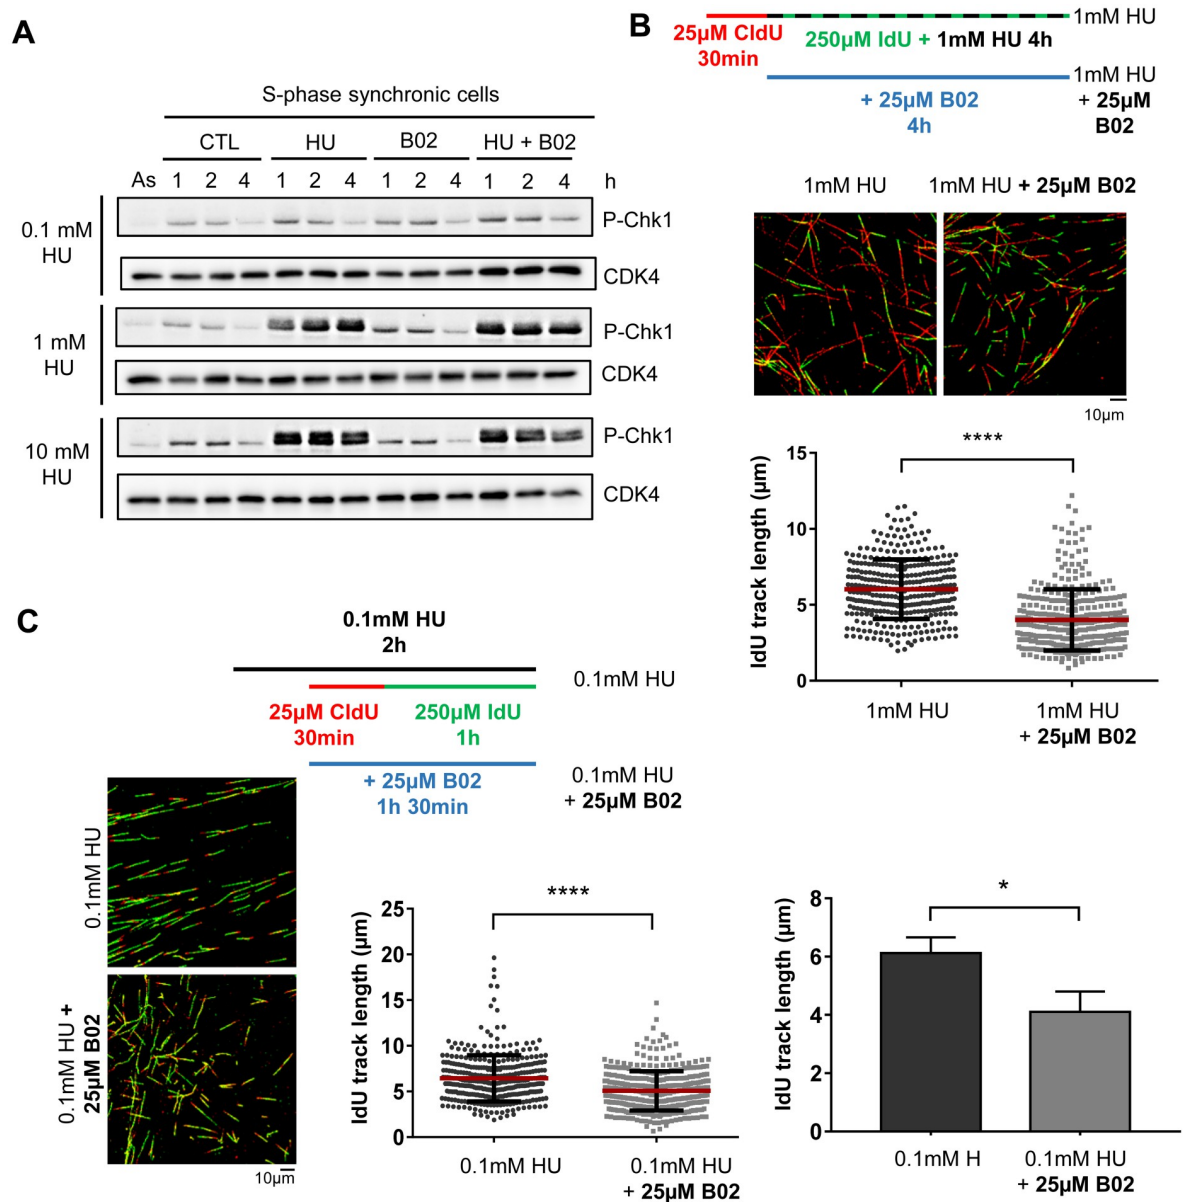 A
S-phase synchronic cells
CTL HU B02 HU + B02
As 1 2 4 1 2 4 1 2 4 1 2 4 h
0.1 mM
HU
P-Chk1
CDK4
1 mM
HU
P-Chk1
CDK4
10 mM
HU
P-Chk1
CDK4
B
1mM HU
25µM CldU
30min
250µM IdU + 1mM HU 4h
1mM HU
+ 25µM
B02
+ 25µM B02
4h
1mM HU 1mM HU + 25µM B02
10µm
****
IdU track length (µm)
15
10
5
0
1mM HU
1mM HU
+ 25µM B02
C
0.1mM HU
2h
0.1mM HU
25µM CldU
30min
250µM IdU
1h
+ 25µM B02
1h 30min
0.1mM HU
+ 25µM B02
0.1mM HU
0.1mM HU +
25µM B02
10µm
****
IdU track length (µm)
25
20
15
10
5
0
0.1mM HU
0.1mM HU
+ 25µM B02
*
IdU track length (µm)
8
6
4
2
0
0.1mM H
0.1mM HU
+ 25µM B02